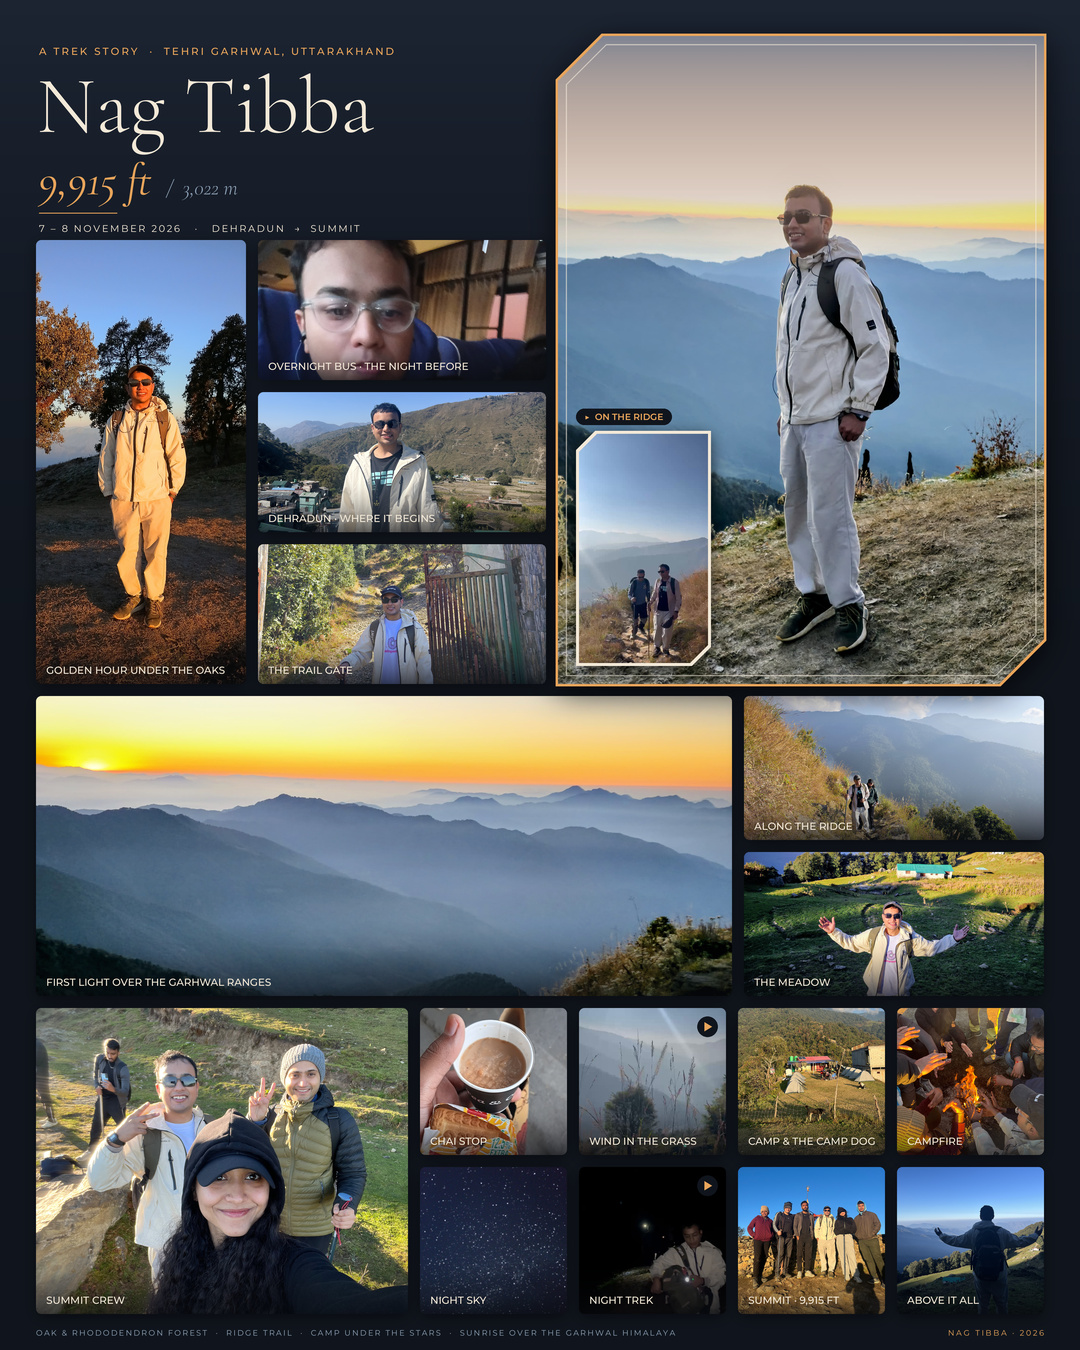 A TREK STORY · TEHRI GARHWAL, UTTARAKHAND
Nag Tibba
9,915 ft / 3,022 m
7 – 8 NOVEMBER 2026 · DEHRADUN → SUMMIT
OVERNIGHT BUS · THE NIGHT BEFORE
DEHRADUN · WHERE IT BEGINS
GOLDEN HOUR UNDER THE OAKS
THE TRAIL GATE
▸ ON THE RIDGE
FIRST LIGHT OVER THE GARHWAL RANGES
ALONG THE RIDGE
THE MEADOW
SUMMIT CREW
CHAI STOP
WIND IN THE GRASS
CAMP & THE CAMP DOG
CAMPFIRE
NIGHT SKY
NIGHT TREK
SUMMIT · 9,915 FT
ABOVE IT ALL
OAK & RHODODENDRON FOREST · RIDGE TRAIL · CAMP UNDER THE STARS · SUNRISE OVER THE GARHWAL HIMALAYA
NAG TIBBA · 2026